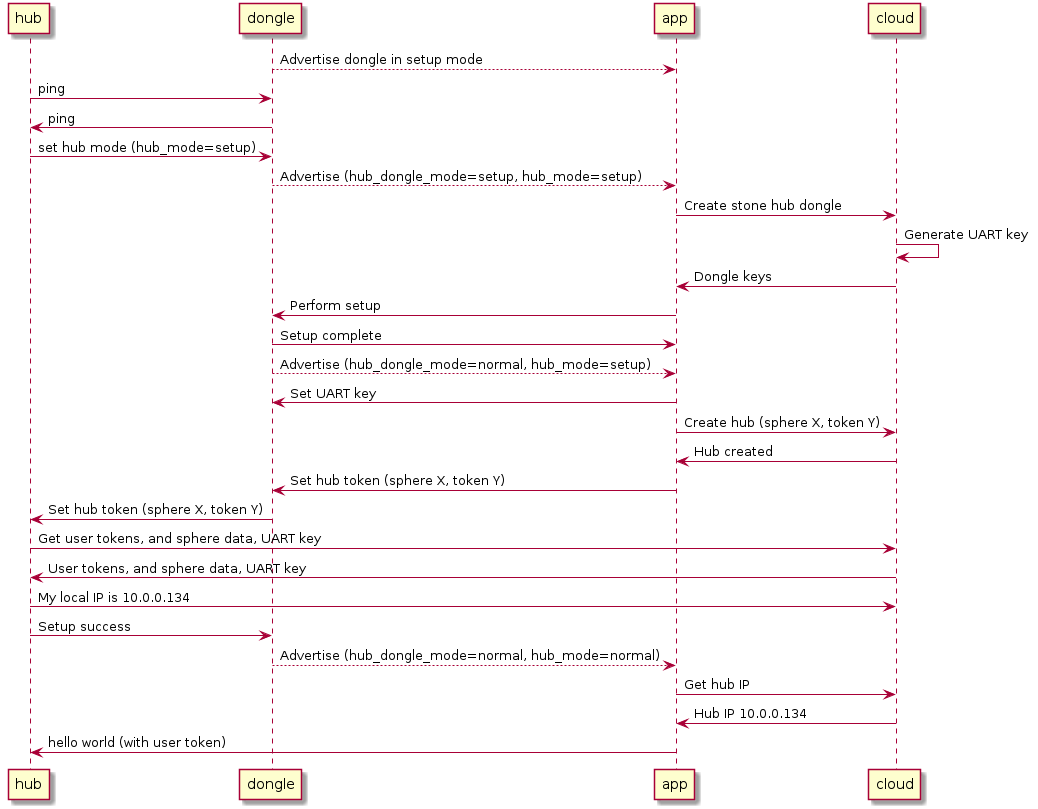 hub dongle app cloud
Advertise dongle in setup mode
ping
ping
set hub mode (hub_mode=setup)
Advertise (hub_dongle_mode=setup, hub_mode=setup)
Create stone hub dongle
Generate UART key
Dongle keys
Perform setup
Setup complete
Advertise (hub_dongle_mode=normal, hub_mode=setup)
Set UART key
Create hub (sphere X, token Y)
Hub created
Set hub token (sphere X, token Y)
Set hub token (sphere X, token Y)
Get user tokens, and sphere data, UART key
User tokens, and sphere data, UART key
My local IP is 10.0.0.134
Setup success
Advertise (hub_dongle_mode=normal, hub_mode=normal)
Get hub IP
Hub IP 10.0.0.134
hello world (with user token)
hub dongle app cloud